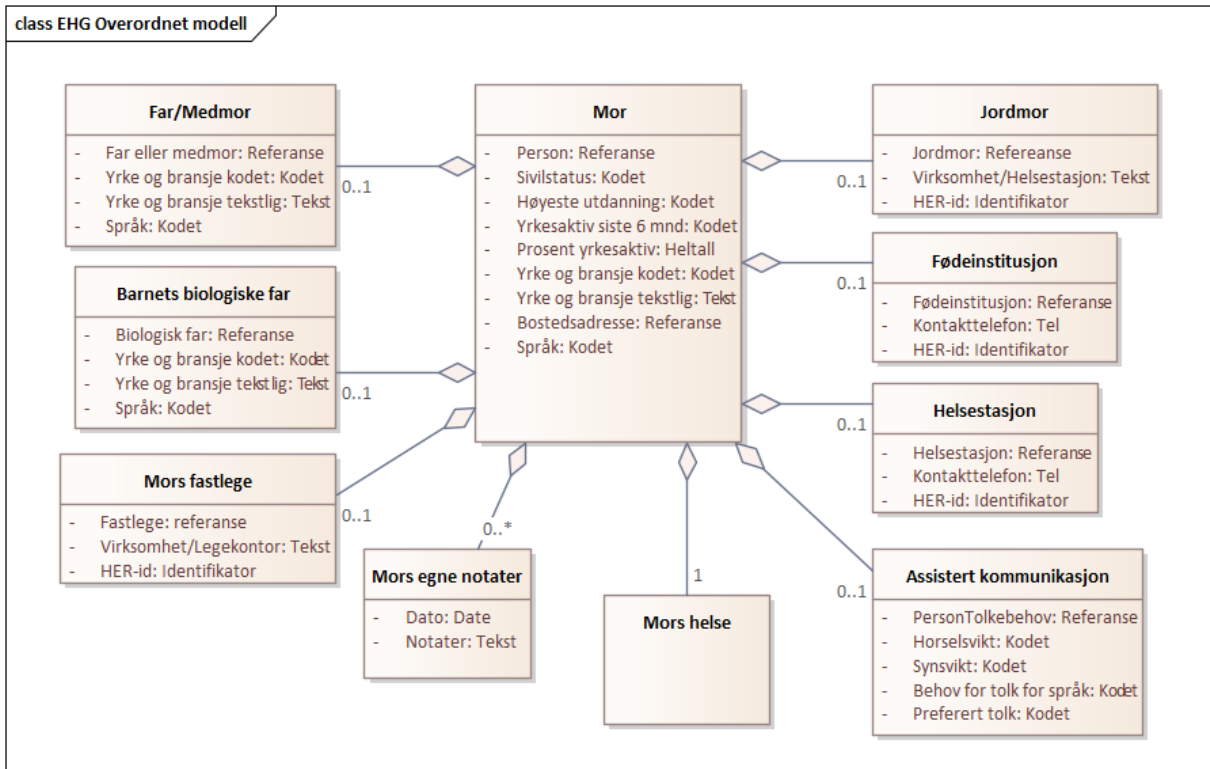 class EHG Overordnet modell
Far/Medmor
- Far eller medmor: Referanse
- Yrke og bransje kodet: Kodet
- Yrke og bransje tekstlig: Tekst
- Språk: Kodet
0..1
Mor
- Person: Referanse
- Sivilstatus: Kodet
- Høyeste utdanning: Kodet
- Yrkesaktiv siste 6 mnd: Kodet
- Prosent yrkesaktiv: Heltall
- Yrke og bransje kodet: Kodet
- Yrke og bransje tekstlig: Tekst
- Bostedsadresse: Referanse
- Språk: Kodet
Jordmor
- Jordmor: Refereanse
- Virksomhet/Helsestasjon: Tekst
- HER-id: Identifikator
0..1
Fødeinstitusjon
- Fødeinstitusjon: Referanse
- Kontakttelefon: Tel
- HER-id: Identifikator
0..1
Barnets biologiske far
- Biologisk far: Referanse
- Yrke og bransje kodet: Kodet
- Yrke og bransje tekstlig: Tekst
- Språk: Kodet
0..1
Helsestasjon
- Helsestasjon: Referanse
- Kontakttelefon: Tel
- HER-id: Identifikator
0..1
Mors fastlege
- Fastlege: referanse
- Virksomhet/Legekontor: Tekst
- HER-id: Identifikator
0..1
Mors egne notater
- Dato: Date
- Notater: Tekst
0..*
Mors helse
1
Assistert kommunikasjon
- PersonTolkebehov: Referanse
- Horselsvikt: Kodet
- Synsvikt: Kodet
- Behov for tolk for språk: Kodet
- Preferert tolk: Kodet
0..1